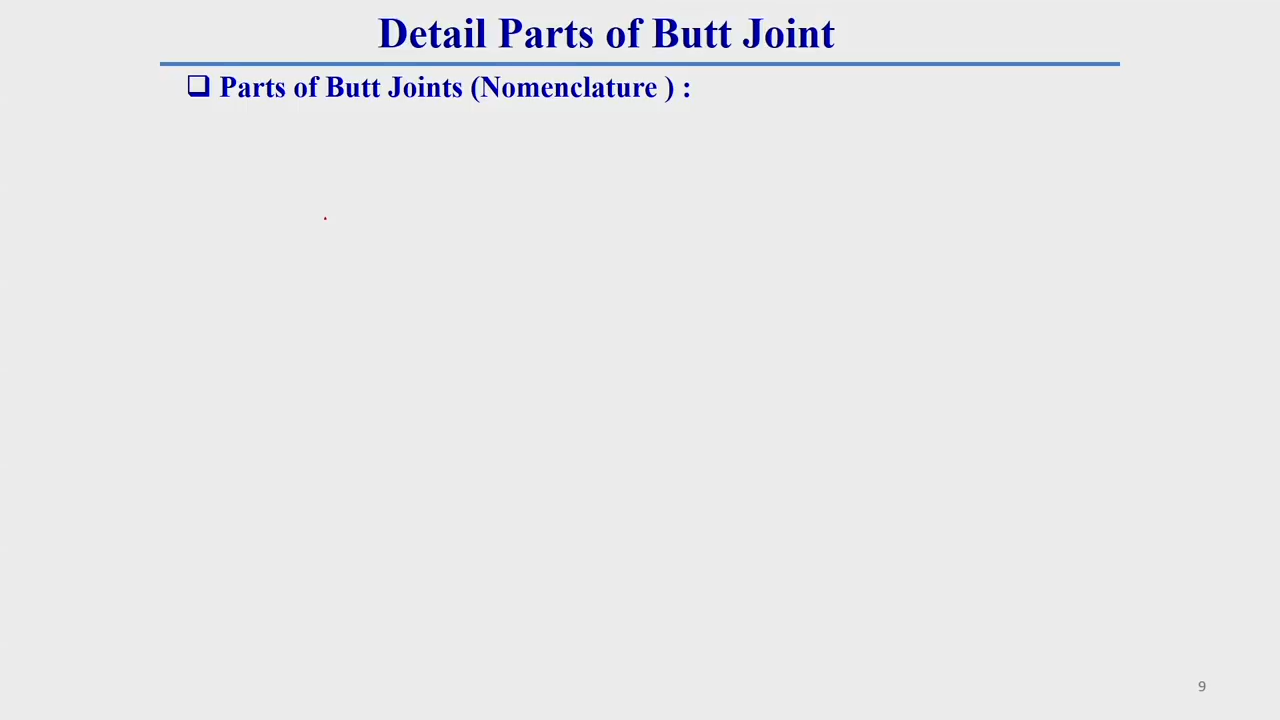 Detail Parts of Butt Joint
❑ Parts of Butt Joints (Nomenclature ) :
9